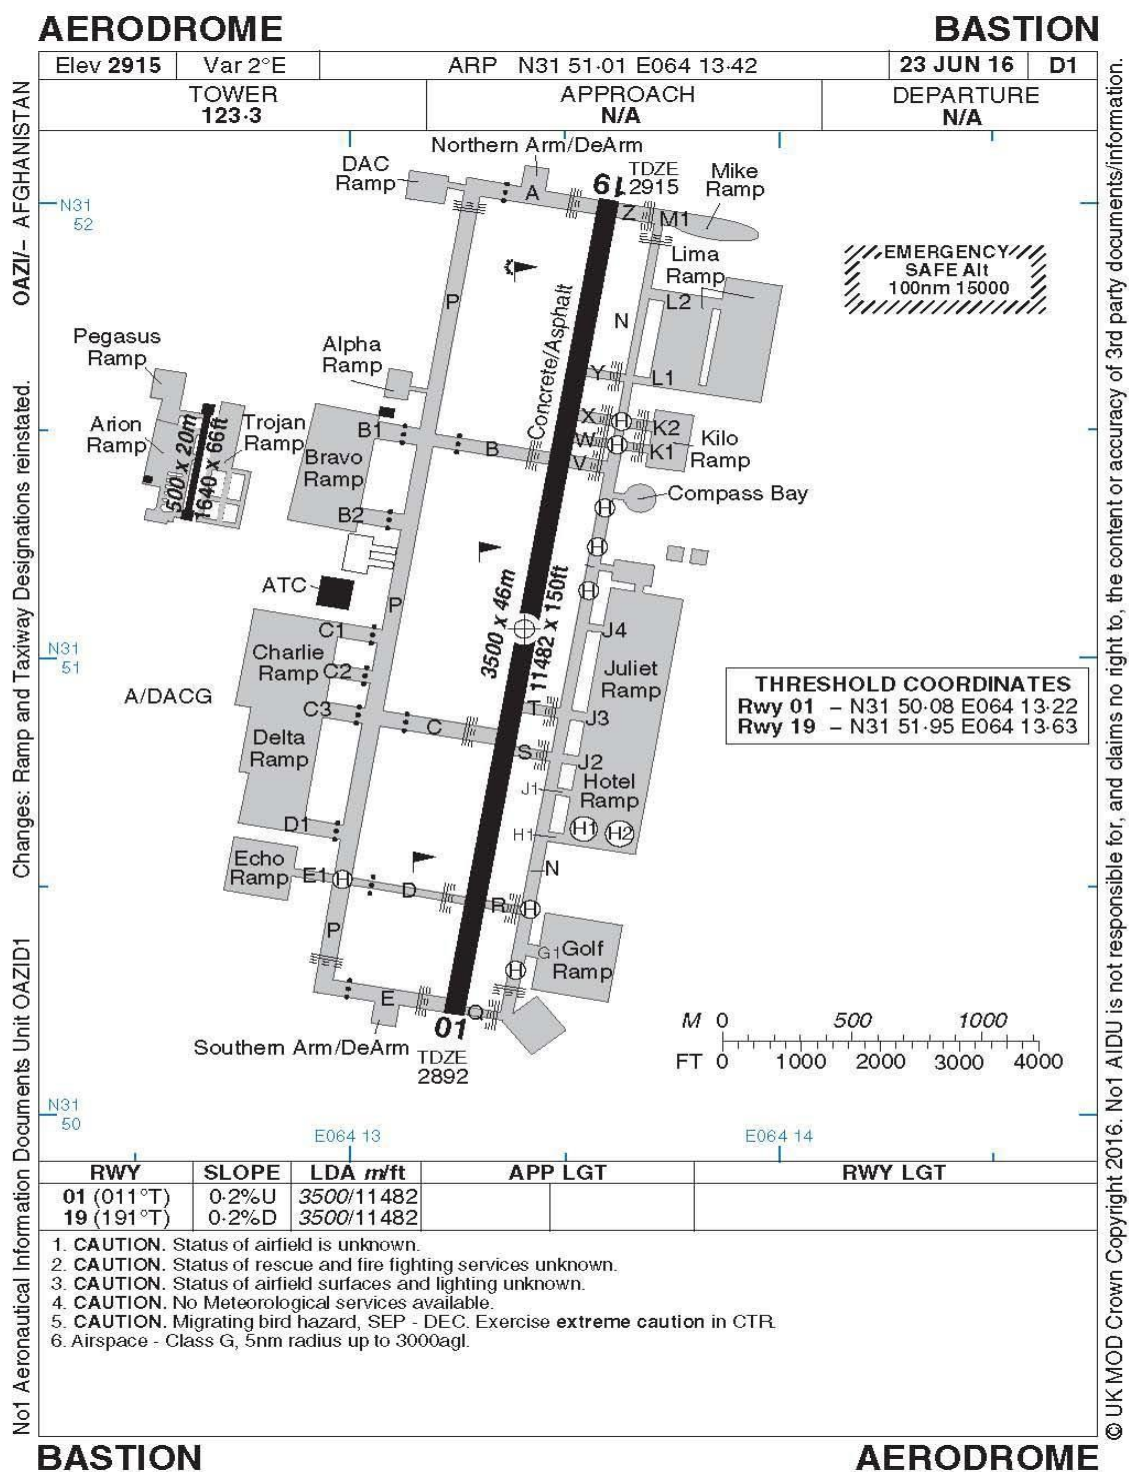 AERODROME BASTION
Elev 2915 Var 2°E ARP N31 51·01 E064 13·42 23 JUN 16 D1
TOWER
123·3
APPROACH
N/A
DEPARTURE
N/A
Northern Arm/DeArm
DAC
Ramp
A
19
TDZE
2915
Mike
Ramp
Z
M1
N31
52
Lima
Ramp
EMERGENCY
SAFE Alt
100nm 15000
P
L2
N
Concrete/Asphalt
Pegasus
Ramp
Alpha
Ramp
Y
L1
Arion
Ramp
500 x 20m
1640 x 66ft
Trojan
Ramp
B1
X
H
K2
W
H
K1
Kilo
Ramp
B
V
Bravo
Ramp
Compass Bay
H
B2
H
ATC
H
P
3500 x 46m
11482 x 150ft
C1
J4
N31
51
Charlie
Ramp
C2
Juliet
Ramp
A/DACG
C3
T
J3
C
Delta
Ramp
S
J2
J1
Hotel
Ramp
D1
H1
H1
H2
Echo
Ramp
E1
H
D
N
R
H
P
G1
Golf
Ramp
H
E
Q
01
Southern Arm/DeArm
TDZE
2892
THRESHOLD COORDINATES
Rwy 01 – N31 50·08 E064 13·22
Rwy 19 – N31 51·95 E064 13·63
M 0 500 1000
FT 0 1000 2000 3000 4000
N31
50
E064 13
E064 14
RWY SLOPE LDA m/ft APP LGT RWY LGT
01 (011°T) 0·2%U 3500/11482
19 (191°T) 0·2%D 3500/11482
1. CAUTION. Status of airfield is unknown.
2. CAUTION. Status of rescue and fire fighting services unknown.
3. CAUTION. Status of airfield surfaces and lighting unknown.
4. CAUTION. No Meteorological services available.
5. CAUTION. Migrating bird hazard, SEP - DEC. Exercise extreme caution in CTR.
6. Airspace - Class G, 5nm radius up to 3000agl.
BASTION AERODROME
No1 Aeronautical Information Documents Unit OAZID1 Changes: Ramp and Taxiway Designations reinstated. OAZI/– AFGHANISTAN
© UK MOD Crown Copyright 2016. No1 AIDU is not responsible for, and claims no right to, the content or accuracy of 3rd party documents/information.